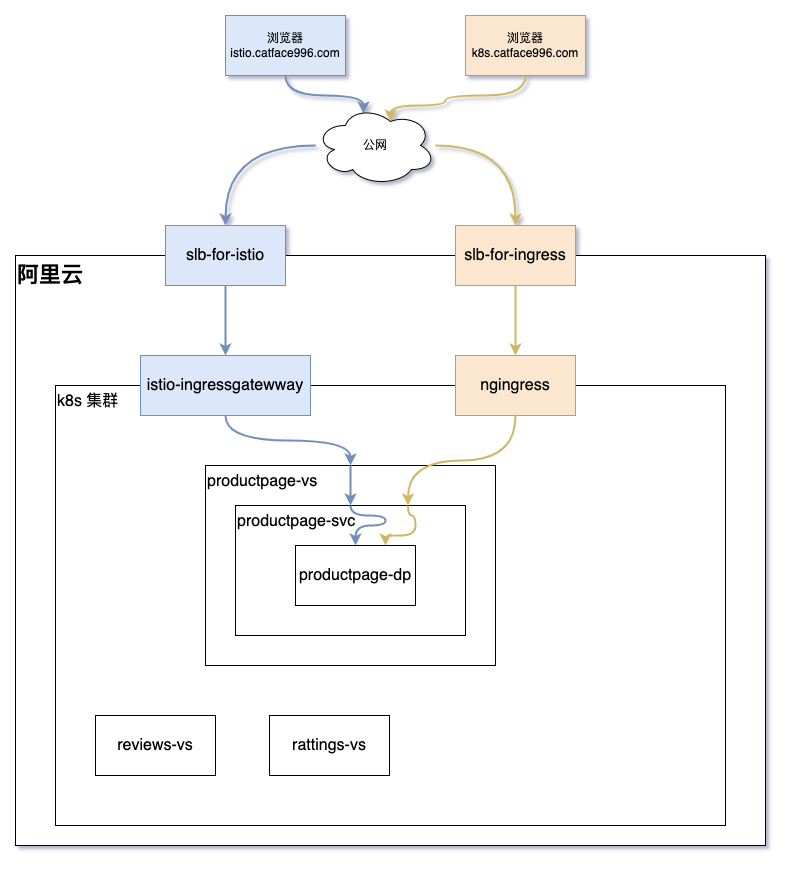 浏览器
istio.catface996.com
浏览器
k8s.catface996.com
公网
slb-for-istio
slb-for-ingress
阿里云
istio-ingressgatewway
ngingress
k8s 集群
productpage-vs
productpage-svc
productpage-dp
reviews-vs
rattings-vs